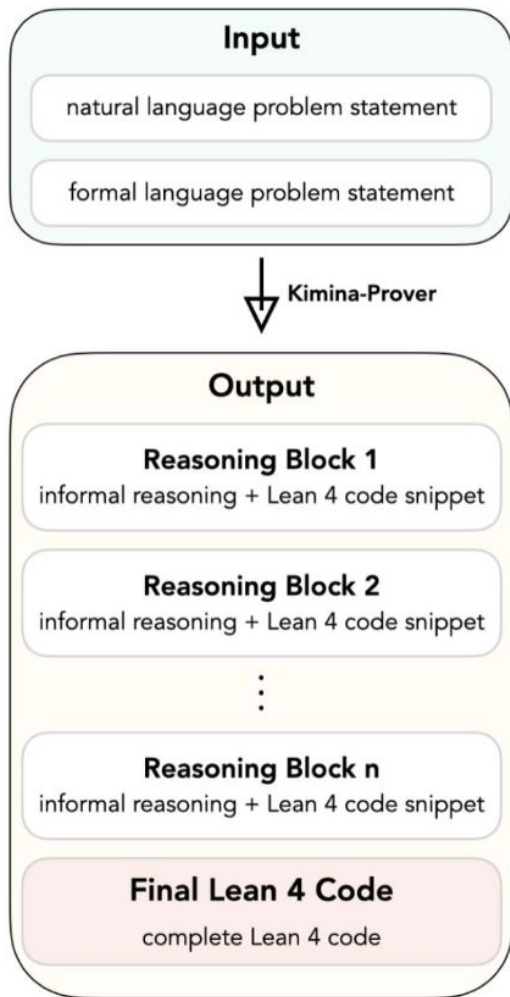 Input
natural language problem statement
formal language problem statement
Kimina-Prover
Output
Reasoning Block 1
informal reasoning + Lean 4 code snippet
Reasoning Block 2
informal reasoning + Lean 4 code snippet
⋮
Reasoning Block n
informal reasoning + Lean 4 code snippet
Final Lean 4 Code
complete Lean 4 code